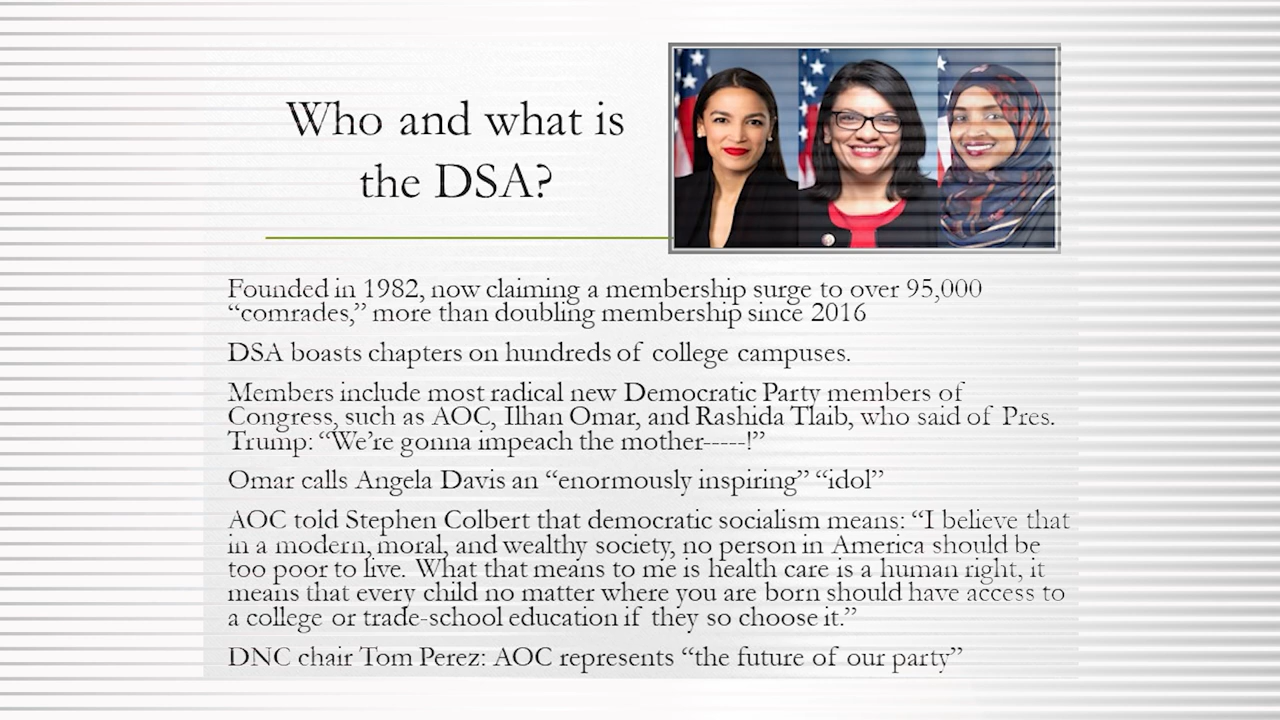 Who and what is
the DSA?
Founded in 1982, now claiming a membership surge to over 95,000
“comrades,” more than doubling membership since 2016
DSA boasts chapters on hundreds of college campuses.
Members include most radical new Democratic Party members of
Congress, such as AOC, Ilhan Omar, and Rashida Tlaib, who said of Pres.
Trump: “We’re gonna impeach the mother-----!”
Omar calls Angela Davis an “enormously inspiring” “idol”
AOC told Stephen Colbert that democratic socialism means: “I believe that
in a modern, moral, and wealthy society, no person in America should be
too poor to live. What that means to me is health care is a human right, it
means that every child no matter where you are born should have access to
a college or trade-school education if they so choose it.”
DNC chair Tom Perez: AOC represents “the future of our party”